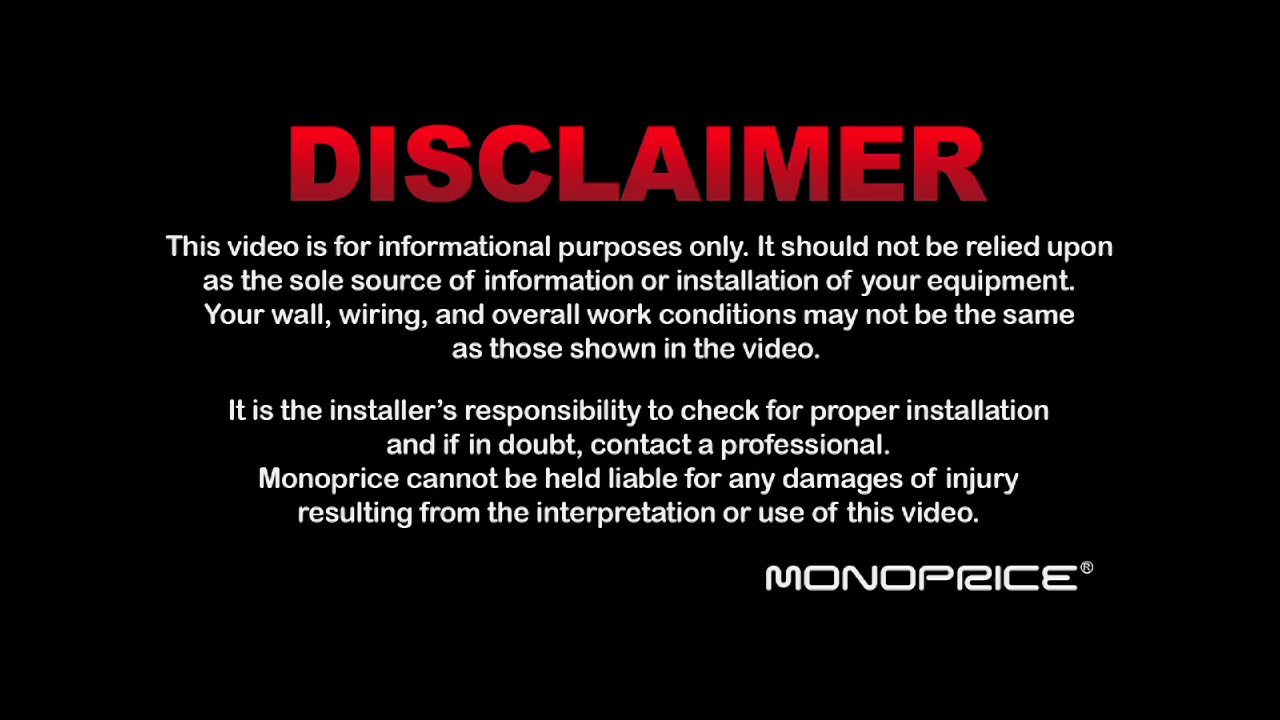 DISCLAIMER
This video is for informational purposes only. It should not be relied upon
as the sole source of information or installation of your equipment.
Your wall, wiring, and overall work conditions may not be the same
as those shown in the video.
It is the installer’s responsibility to check for proper installation
and if in doubt, contact a professional.
Monoprice cannot be held liable for any damages of injury
resulting from the interpretation or use of this video.
MONOPRICE®